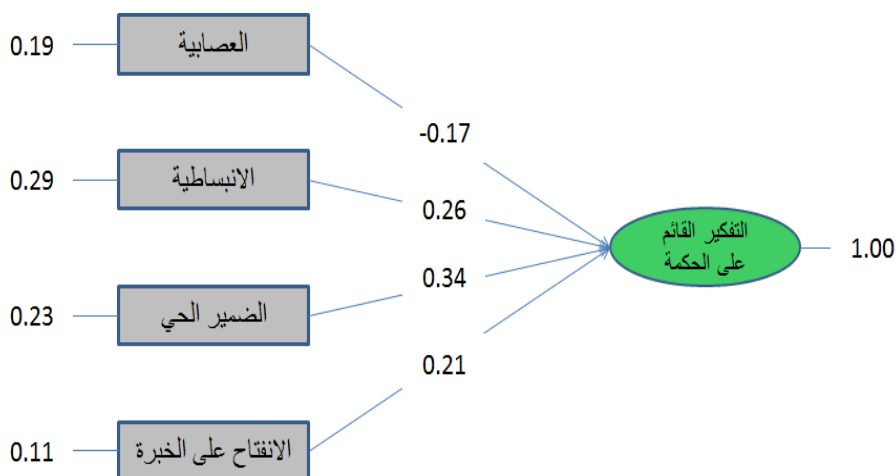 0.19
العصابية
-0.17
0.29
الانبساطية
0.26
التفكير القائم
على الحكمة
1.00
0.34
0.23
الضمير الحي
0.21
0.11
الانفتاح على الخبرة